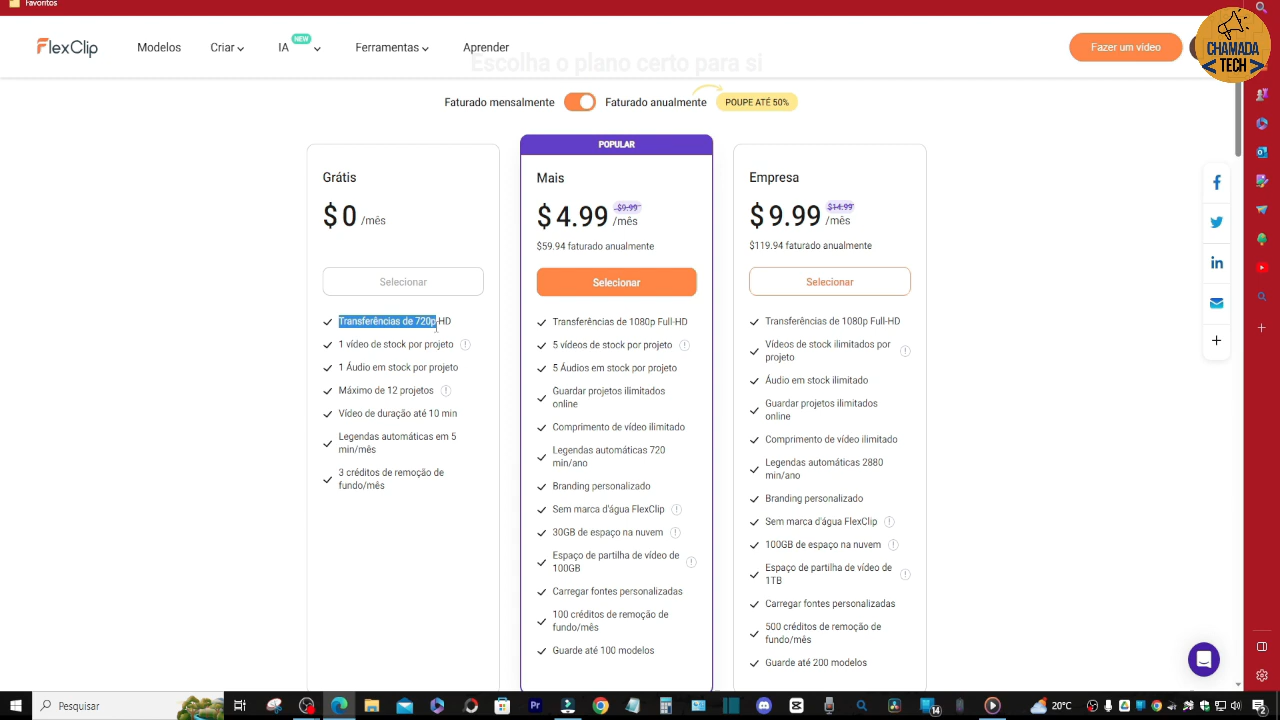 Favoritos
FlexClip
Modelos
Criar
IA
NEW
Ferramentas
Aprender
Fazer um vídeo
CHAMADA
< TECH >
Escolha o plano certo para si
Faturado mensalmente
Faturado anualmente
POUPE ATÉ 50%
Grátis
$ 0 /mês
Selecionar
Transferências de 720p HD
1 vídeo de stock por projeto
1 Áudio em stock por projeto
Máximo de 12 projetos
Vídeo de duração até 10 min
Legendas automáticas em 5
min/mês
3 créditos de remoção de
fundo/mês
POPULAR
Mais
$ 4.99 $9.99 /mês
$59.94 faturado anualmente
Selecionar
Transferências de 1080p Full-HD
5 vídeos de stock por projeto
5 Áudios em stock por projeto
Guardar projetos ilimitados
online
Comprimento de vídeo ilimitado
Legendas automáticas 720
min/ano
Branding personalizado
Sem marca d'água FlexClip
30GB de espaço na nuvem
Espaço de partilha de vídeo de
100GB
Carregar fontes personalizadas
100 créditos de remoção de
fundo/mês
Guarde até 100 modelos
Empresa
$ 9.99 $14.99 /mês
$119.94 faturado anualmente
Selecionar
Transferências de 1080p Full-HD
Vídeos de stock ilimitados por
projeto
Áudio em stock ilimitado
Guardar projetos ilimitados
online
Comprimento de vídeo ilimitado
Legendas automáticas 2880
min/ano
Branding personalizado
Sem marca d'água FlexClip
100GB de espaço na nuvem
Espaço de partilha de vídeo de
1TB
Carregar fontes personalizadas
500 créditos de remoção de
fundo/mês
Guarde até 200 modelos
Pesquisar
Pr
14
20°C
2